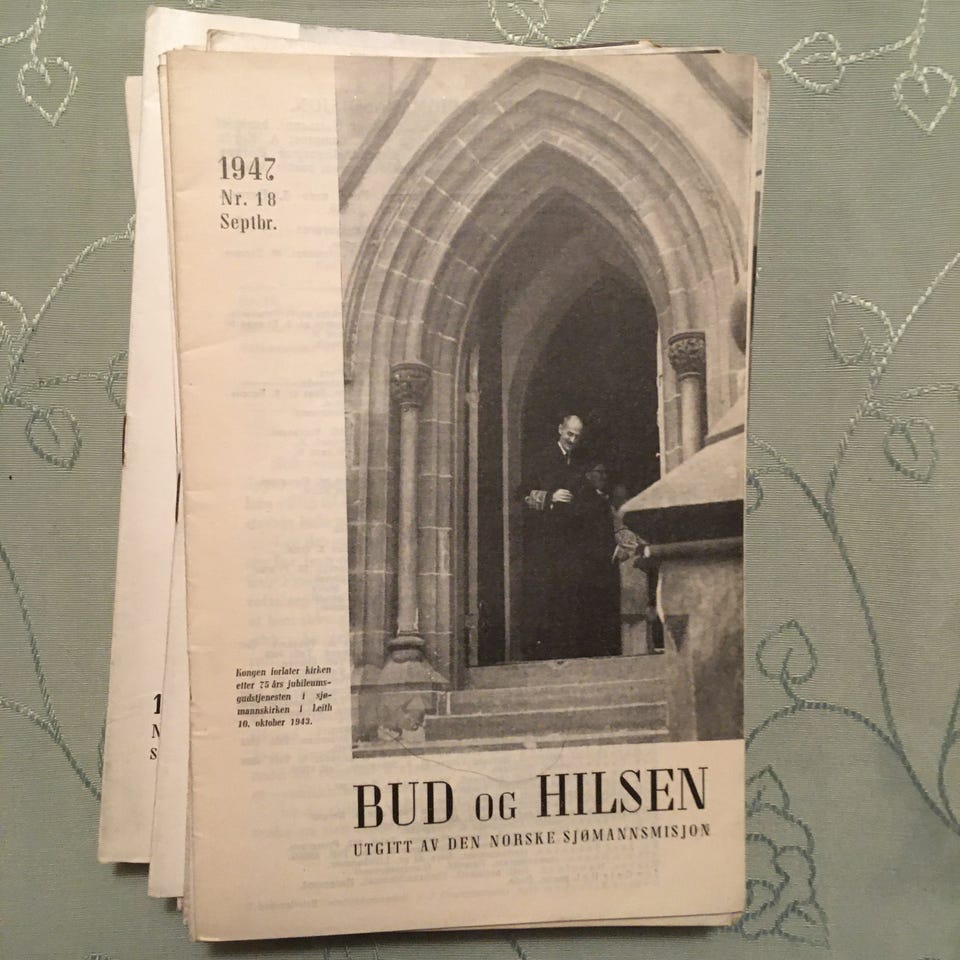 1947
Nr. 18
Septbr.
Kongen forlater kirken
etter 75 års jubileums-
gudstjenesten i sjø-
mannskirken i Leith
10. oktober 1943.
BUD OG HILSEN
UTGITT AV DEN NORSKE SJØMANNSMISJON
1
N
S